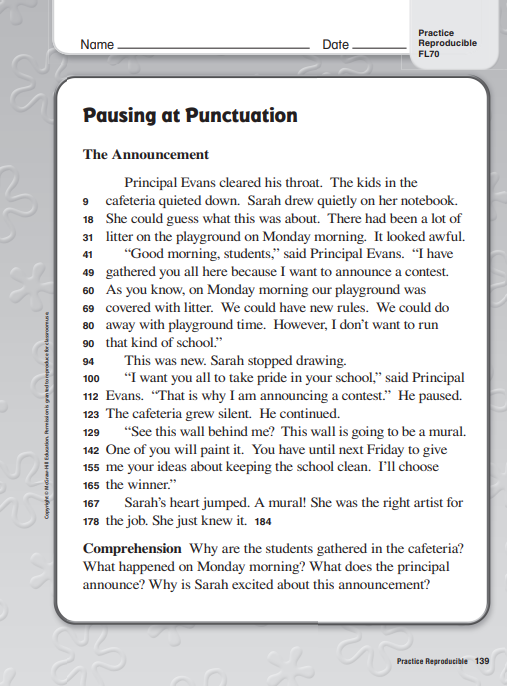 Name
Date
Practice
Reproducible
FL70
Pausing at Punctuation
The Announcement
Principal Evans cleared his throat. The kids in the
9 cafeteria quieted down. Sarah drew quietly on her notebook.
18 She could guess what this was about. There had been a lot of
31 litter on the playground on Monday morning. It looked awful.
41 “Good morning, students,” said Principal Evans. “I have
49 gathered you all here because I want to announce a contest.
60 As you know, on Monday morning our playground was
69 covered with litter. We could have new rules. We could do
80 away with playground time. However, I don’t want to run
90 that kind of school.”
94 This was new. Sarah stopped drawing.
100 “I want you all to take pride in your school,” said Principal
112 Evans. “That is why I am announcing a contest.” He paused.
123 The cafeteria grew silent. He continued.
129 “See this wall behind me? This wall is going to be a mural.
142 One of you will paint it. You have until next Friday to give
155 me your ideas about keeping the school clean. I’ll choose
165 the winner.”
167 Sarah’s heart jumped. A mural! She was the right artist for
178 the job. She just knew it. 184
Comprehension Why are the students gathered in the cafeteria?
What happened on Monday morning? What does the principal
announce? Why is Sarah excited about this announcement?
Copyright © McGraw-Hill Education. Permission is granted to reproduce for classroom use.
Practice Reproducible 139